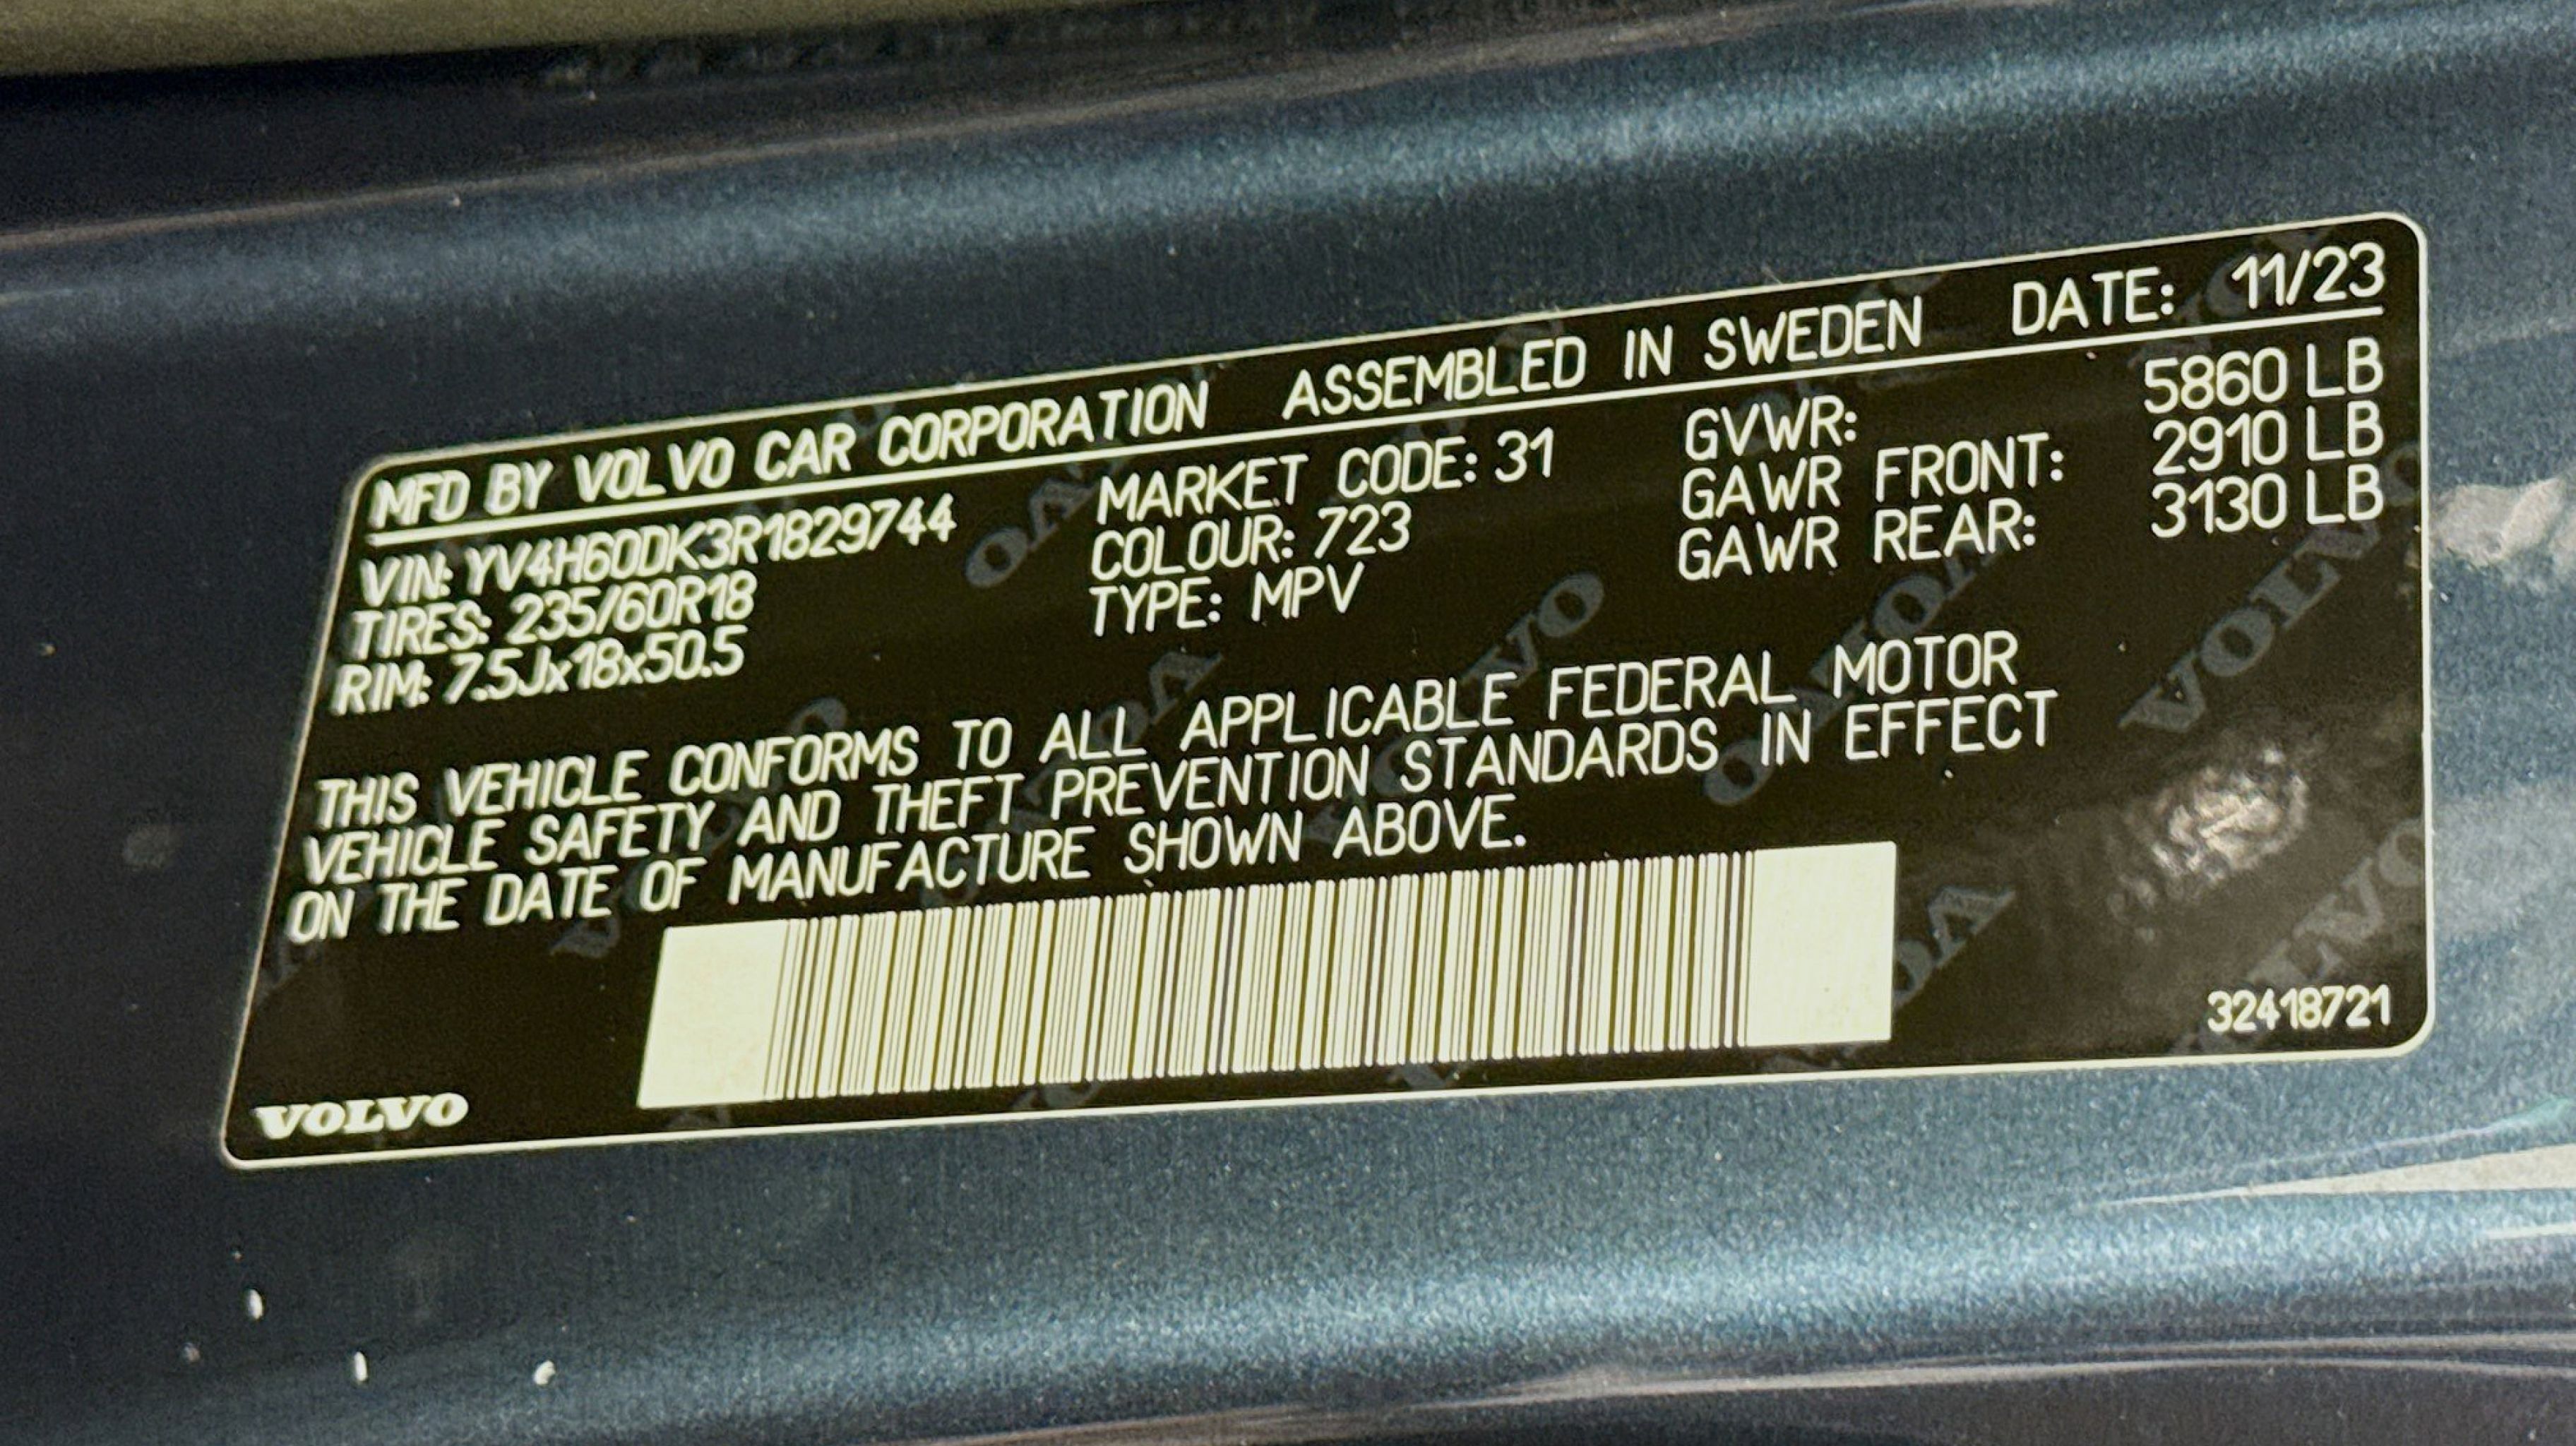 MFD BY VOLVO CAR CORPORATION ASSEMBLED IN SWEDEN DATE: 11/23
VIN: YV4H60DK3R1829744 MARKET CODE: 31 GVWR: 5860 LB
TIRES: 235/60R18 COLOUR: 723 GAWR FRONT: 2910 LB
RIM: 7.5Jx18x50.5 TYPE: MPV GAWR REAR: 3130 LB
THIS VEHICLE CONFORMS TO ALL APPLICABLE FEDERAL MOTOR
VEHICLE SAFETY AND THEFT PREVENTION STANDARDS IN EFFECT
ON THE DATE OF MANUFACTURE SHOWN ABOVE.
32418721
VOLVO